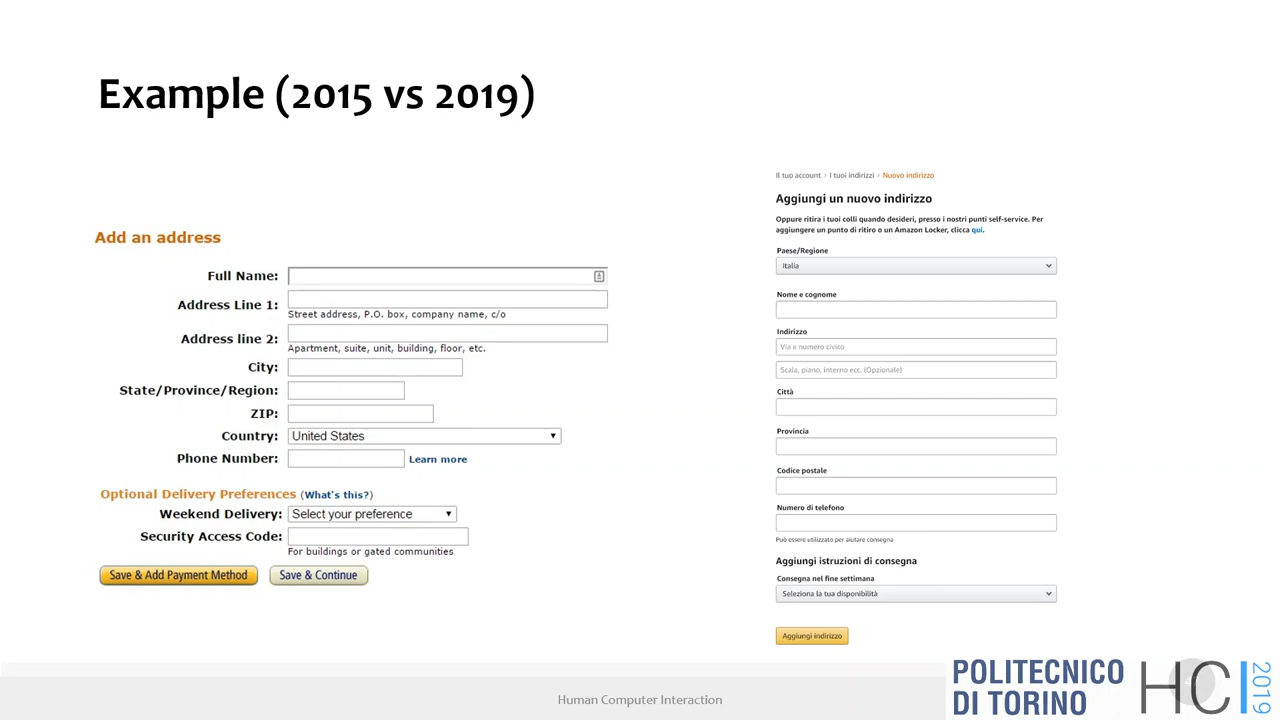 Example (2015 vs 2019)
Add an address
Full Name:
Address Line 1:
Street address, P.O. box, company name, c/o
Address line 2:
Apartment, suite, unit, building, floor, etc.
City:
State/Province/Region:
ZIP:
Country: United States
Phone Number: Learn more
Optional Delivery Preferences (What's this?)
Weekend Delivery: Select your preference
Security Access Code:
For buildings or gated communities
Save & Add Payment Method Save & Continue
Il tuo account › I tuoi indirizzi › Nuovo indirizzo
Aggiungi un nuovo indirizzo
Oppure ritira i tuoi colli quando desideri, presso i nostri punti self-service. Per
aggiungere un punto di ritiro o un Amazon Locker, clicca qui.
Paese/Regione
Italia
Nome e cognome
Indirizzo
Via e numero civico
Scala, piano, interno ecc. (Opzionale)
Città
Provincia
Codice postale
Numero di telefono
Può essere utilizzato per aiutare consegna
Aggiungi istruzioni di consegna
Consegna nel fine settimana
Seleziona la tua disponibilità
Aggiungi indirizzo
Human Computer Interaction
POLITECNICO
DI TORINO
HCI
2019